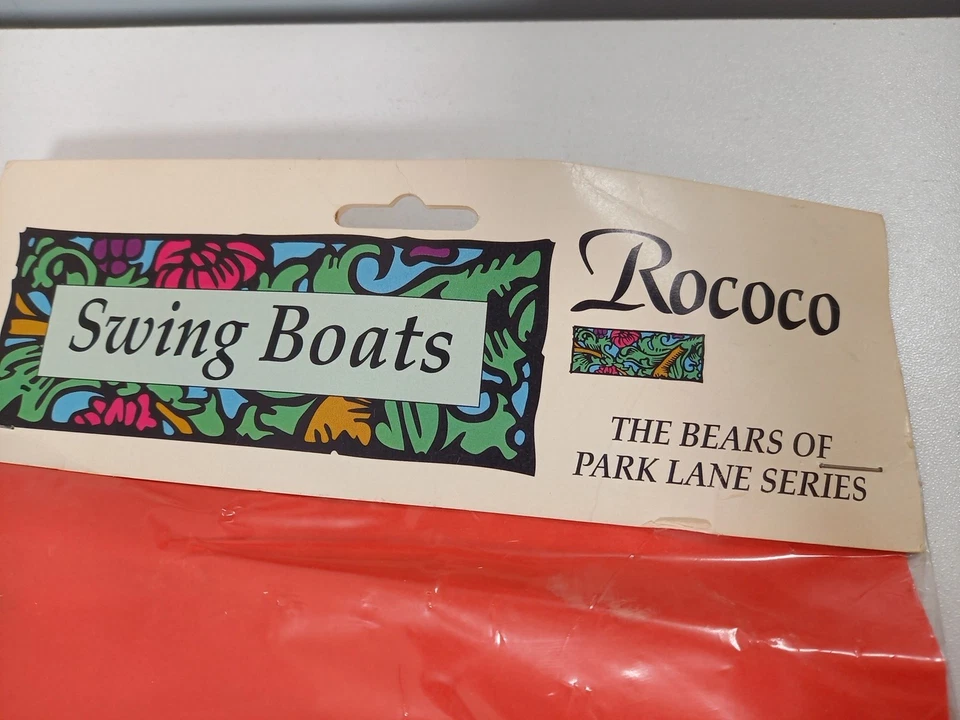 Swing Boats
Rococo
THE BEARS OF
PARK LANE SERIES